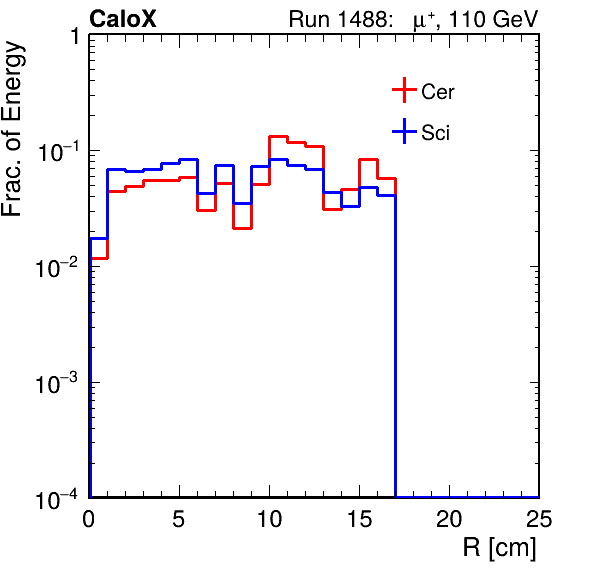 CaloX Run 1488: μ⁺, 110 GeV
Frac. of Energy
1
10⁻¹
10⁻²
10⁻³
10⁻⁴
Cer
Sci
0 5 10 15 20 25
R [cm]